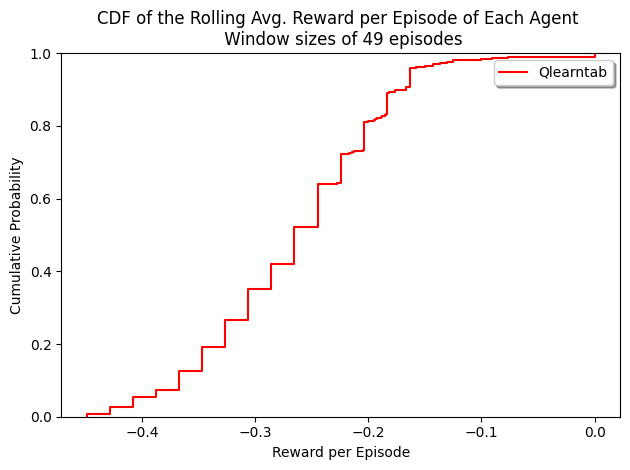 CDF of the Rolling Avg. Reward per Episode of Each Agent
Window sizes of 49 episodes
Qlearntab
1.0
0.8
0.6
0.4
0.2
0.0
Cumulative Probability
−0.4
−0.3
−0.2
−0.1
0.0
Reward per Episode